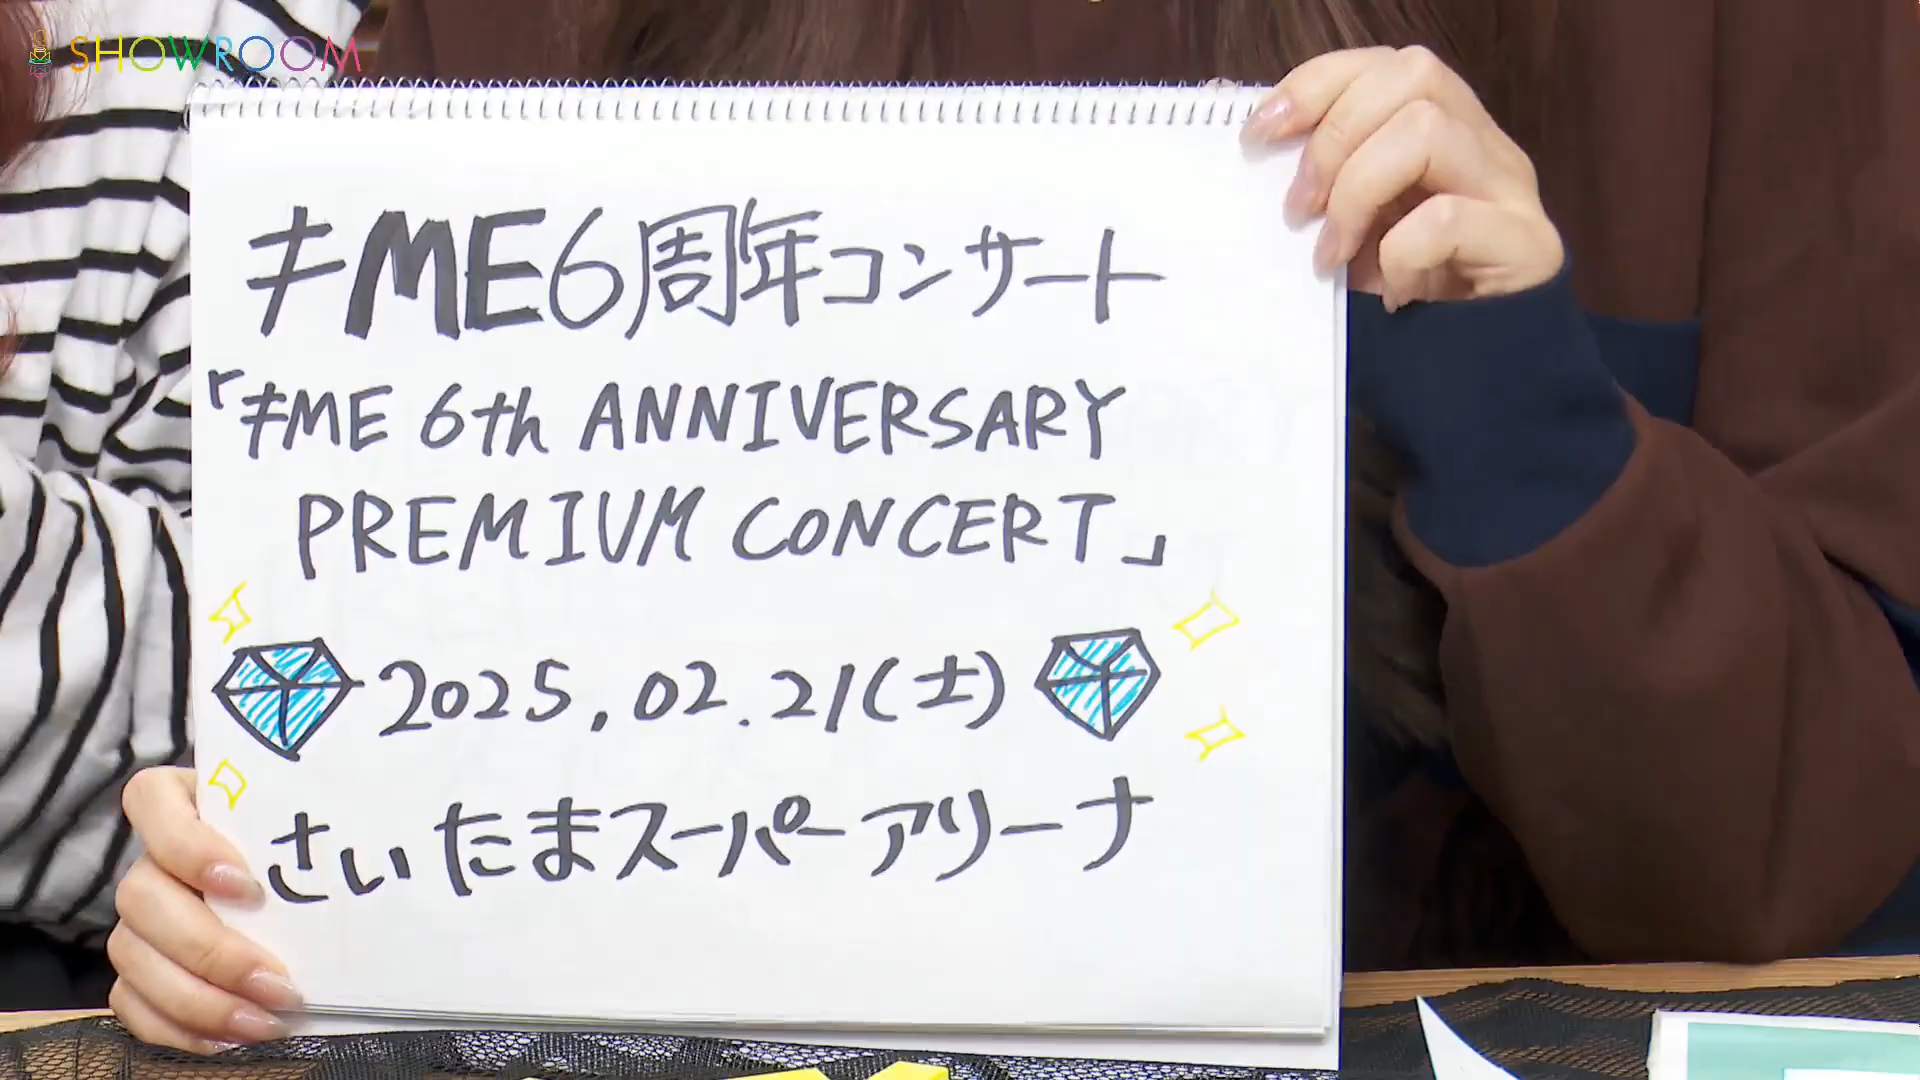 SHOWROOM
≠ME6周年コンサート
「≠ME 6th ANNIVERSARY
PREMIUM CONCERT」
2025.02.21(土)
さいたまスーパーアリーナ